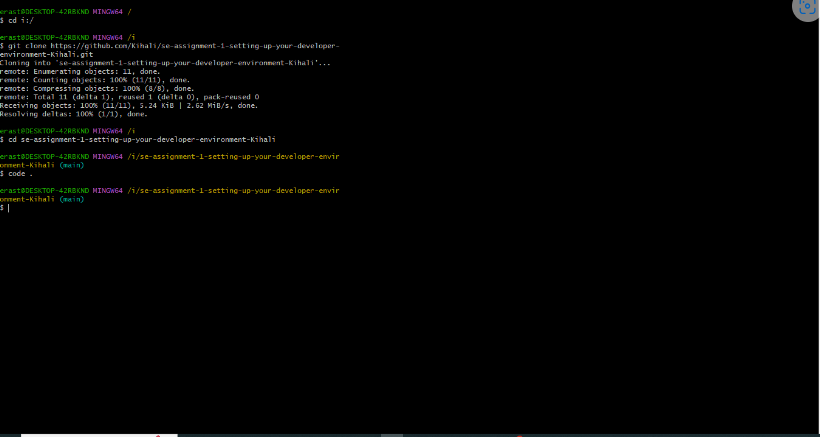 erast@DESKTOP-42RBKND MINGW64 /
$ cd i:/
erast@DESKTOP-42RBKND MINGW64 /i
$ git clone https://github.com/Kihali/se-assignment-1-setting-up-your-developer-
environment-Kihali.git
Cloning into 'se-assignment-1-setting-up-your-developer-environment-Kihali'...
remote: Enumerating objects: 11, done.
remote: Counting objects: 100% (11/11), done.
remote: Compressing objects: 100% (8/8), done.
remote: Total 11 (delta 1), reused 1 (delta 0), pack-reused 0
Receiving objects: 100% (11/11), 5.24 KiB | 2.62 MiB/s, done.
Resolving deltas: 100% (1/1), done.
erast@DESKTOP-42RBKND MINGW64 /i
$ cd se-assignment-1-setting-up-your-developer-environment-Kihali
erast@DESKTOP-42RBKND MINGW64 /i/se-assignment-1-setting-up-your-developer-envir
onment-Kihali (main)
$ code .
erast@DESKTOP-42RBKND MINGW64 /i/se-assignment-1-setting-up-your-developer-envir
onment-Kihali (main)
$